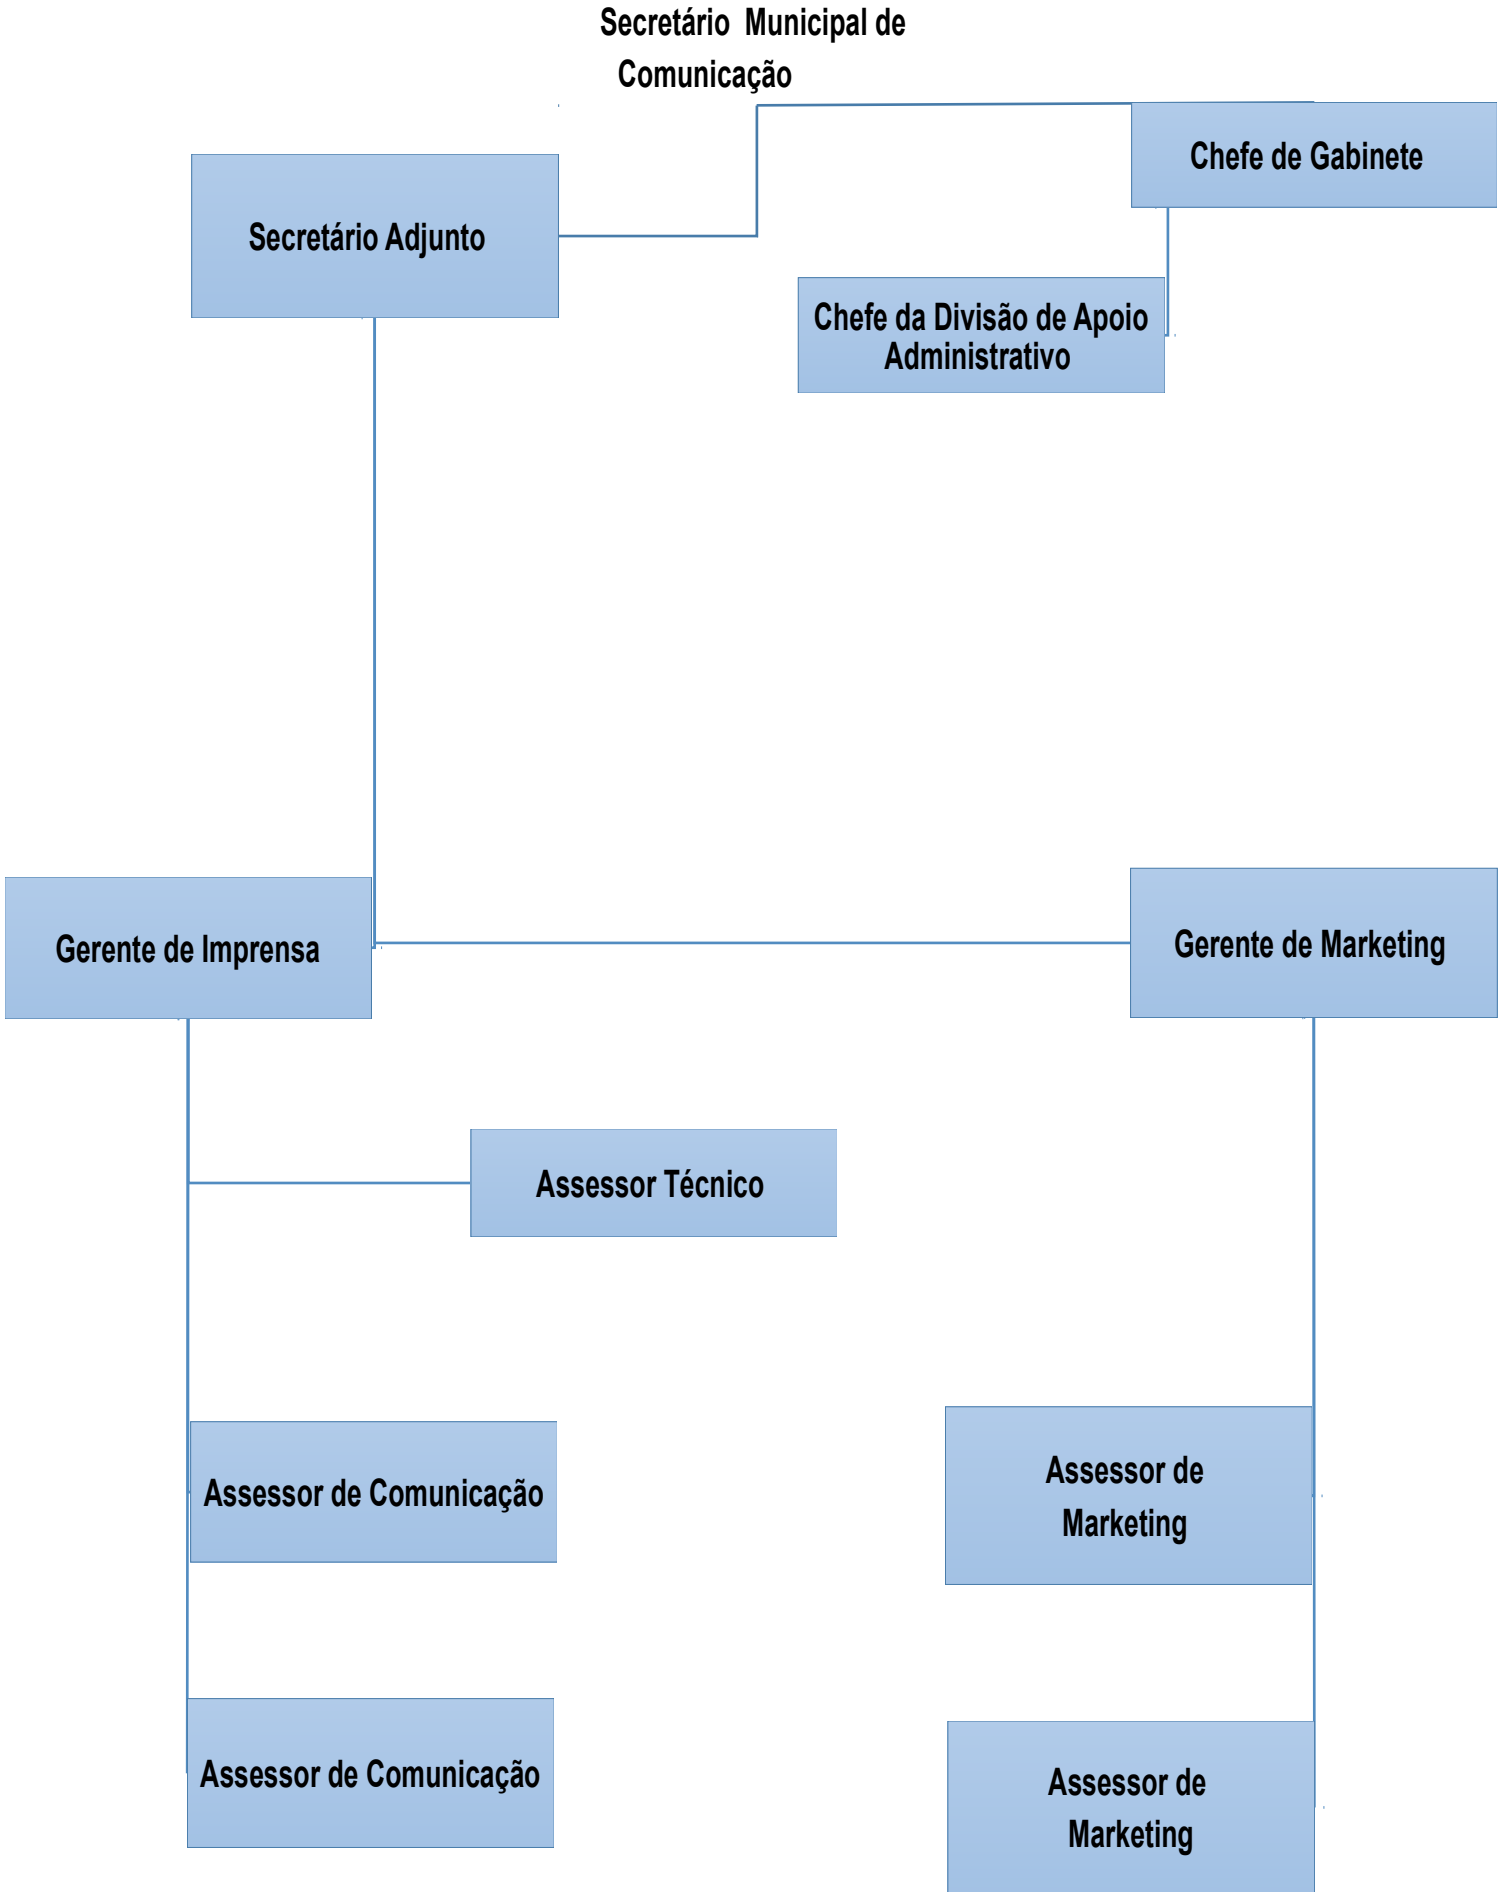 Secretário Municipal de
Comunicação
Chefe de Gabinete
Secretário Adjunto
Chefe da Divisão de Apoio
Administrativo
Gerente de Imprensa
Gerente de Marketing
Assessor Técnico
Assessor de Comunicação
Assessor de
Marketing
Assessor de Comunicação
Assessor de
Marketing